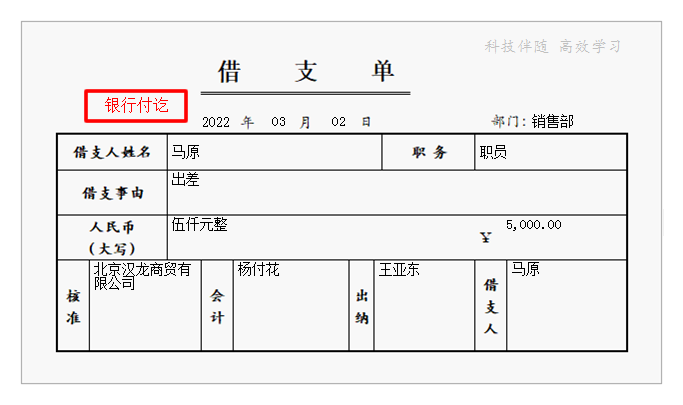 科技伴随 高效学习
借 支 单
银行付讫
2022 年 03 月 02 日 部门: 销售部
借支人姓名 马原 职务 职员
借支事由 出差
人民币
(大写) 伍仟元整 ¥ 5,000.00
核准 北京汉龙商贸有
限公司 会计 杨付花 出纳 王亚东 借支人 马原